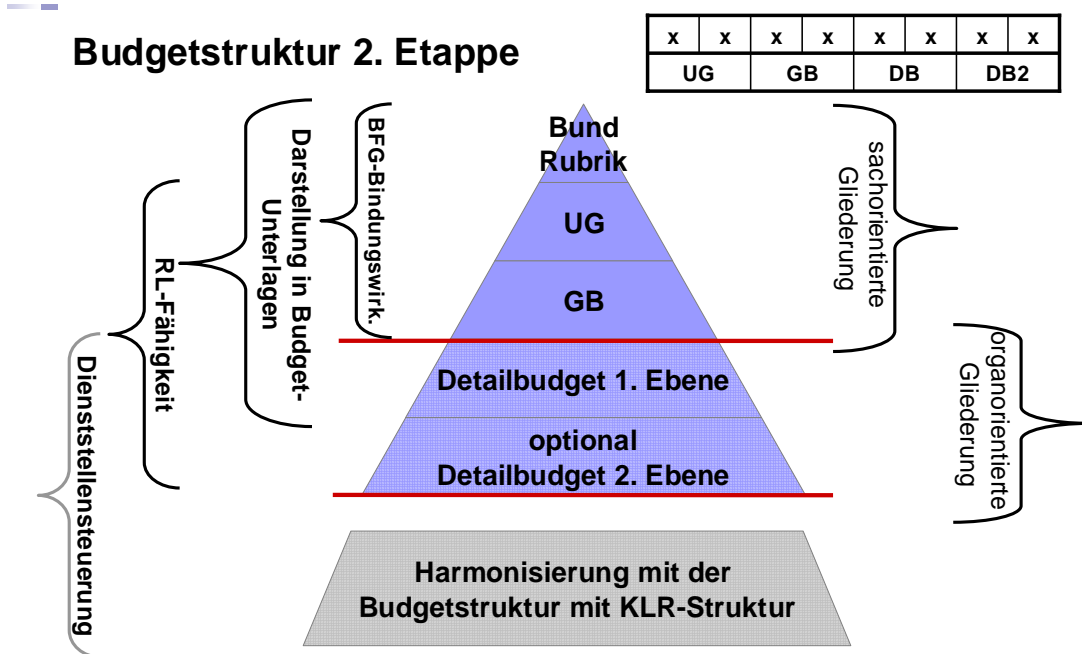 Budgetstruktur 2. Etappe
x x x x x x x x
UG GB DB DB2
Dienststellensteuerung
RL-Fähigkeit
Darstellung in Budget-
Unterlagen
BFG-Bindungswirk.
Bund
Rubrik
UG
GB
Detailbudget 1. Ebene
optional
Detailbudget 2. Ebene
sachorientierte
Gliederung
organorientierte
Gliederung
Harmonisierung mit der
Budgetstruktur mit KLR-Struktur